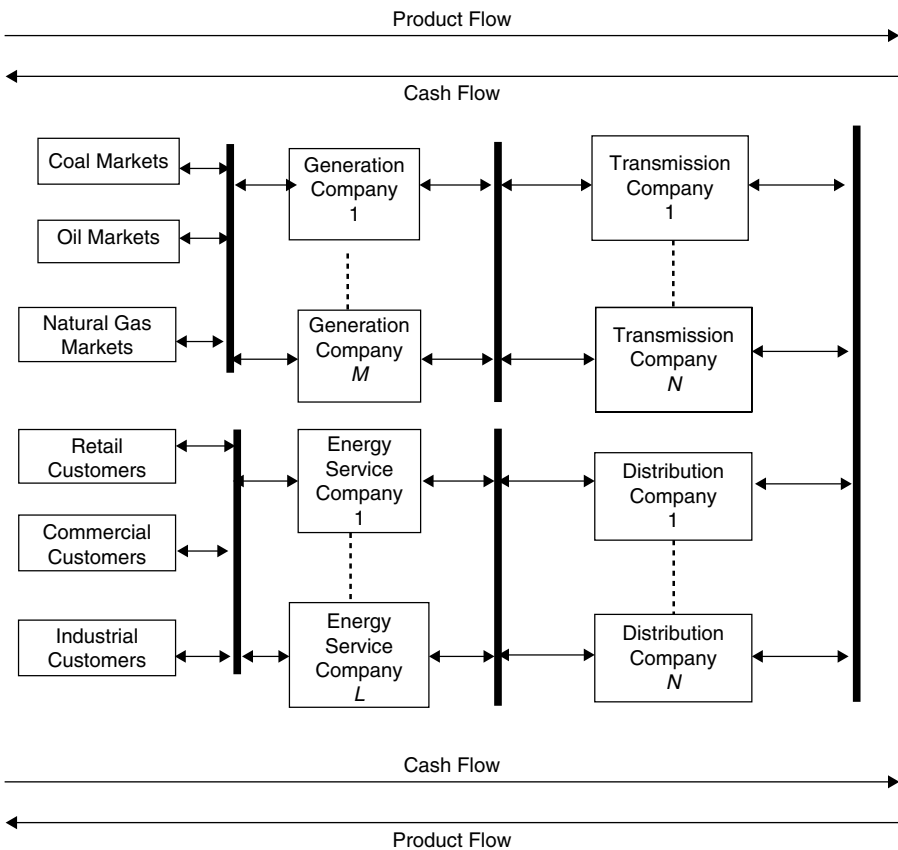 Product Flow
Cash Flow
Coal Markets
Oil Markets
Natural Gas
Markets
Generation
Company
1
Generation
Company
M
Transmission
Company
1
Transmission
Company
N
Retail
Customers
Commercial
Customers
Industrial
Customers
Energy
Service
Company
1
Energy
Service
Company
L
Distribution
Company
1
Distribution
Company
N
Cash Flow
Product Flow